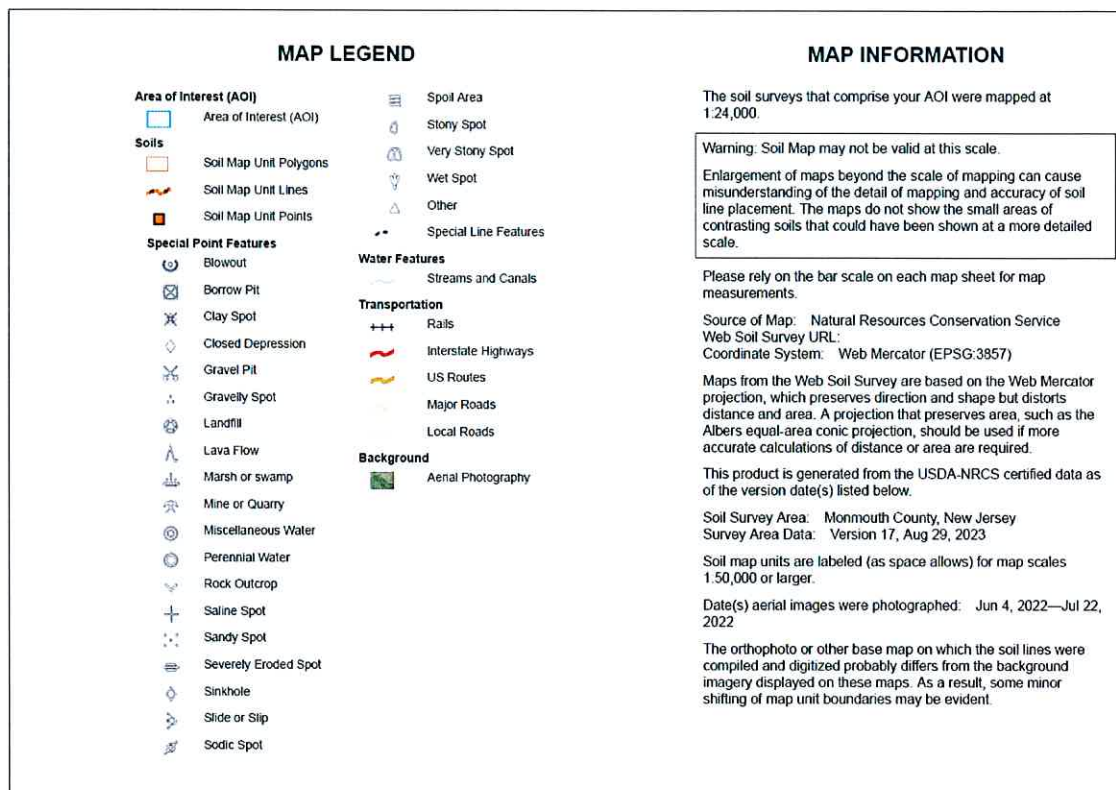 MAP LEGEND
Area of Interest (AOI)
Area of Interest (AOI)
Soils
Soil Map Unit Polygons
Soil Map Unit Lines
Soil Map Unit Points
Special Point Features
Blowout
Borrow Pit
Clay Spot
Closed Depression
Gravel Pit
Gravelly Spot
Landfill
Lava Flow
Marsh or swamp
Mine or Quarry
Miscellaneous Water
Perennial Water
Rock Outcrop
Saline Spot
Sandy Spot
Severely Eroded Spot
Sinkhole
Slide or Slip
Sodic Spot
Spoil Area
Stony Spot
Very Stony Spot
Wet Spot
Other
Special Line Features
Water Features
Streams and Canals
Transportation
Rails
Interstate Highways
US Routes
Major Roads
Local Roads
Background
Aerial Photography
MAP INFORMATION
The soil surveys that comprise your AOI were mapped at
1:24,000.
Warning: Soil Map may not be valid at this scale.
Enlargement of maps beyond the scale of mapping can cause
misunderstanding of the detail of mapping and accuracy of soil
line placement. The maps do not show the small areas of
contrasting soils that could have been shown at a more detailed
scale.
Please rely on the bar scale on each map sheet for map
measurements.
Source of Map: Natural Resources Conservation Service
Web Soil Survey URL:
Coordinate System: Web Mercator (EPSG:3857)
Maps from the Web Soil Survey are based on the Web Mercator
projection, which preserves direction and shape but distorts
distance and area. A projection that preserves area, such as the
Albers equal-area conic projection, should be used if more
accurate calculations of distance or area are required.
This product is generated from the USDA-NRCS certified data as
of the version date(s) listed below.
Soil Survey Area: Monmouth County, New Jersey
Survey Area Data: Version 17, Aug 29, 2023
Soil map units are labeled (as space allows) for map scales
1:50,000 or larger.
Date(s) aerial images were photographed: Jun 4, 2022—Jul 22,
2022
The orthophoto or other base map on which the soil lines were
compiled and digitized probably differs from the background
imagery displayed on these maps. As a result, some minor
shifting of map unit boundaries may be evident.